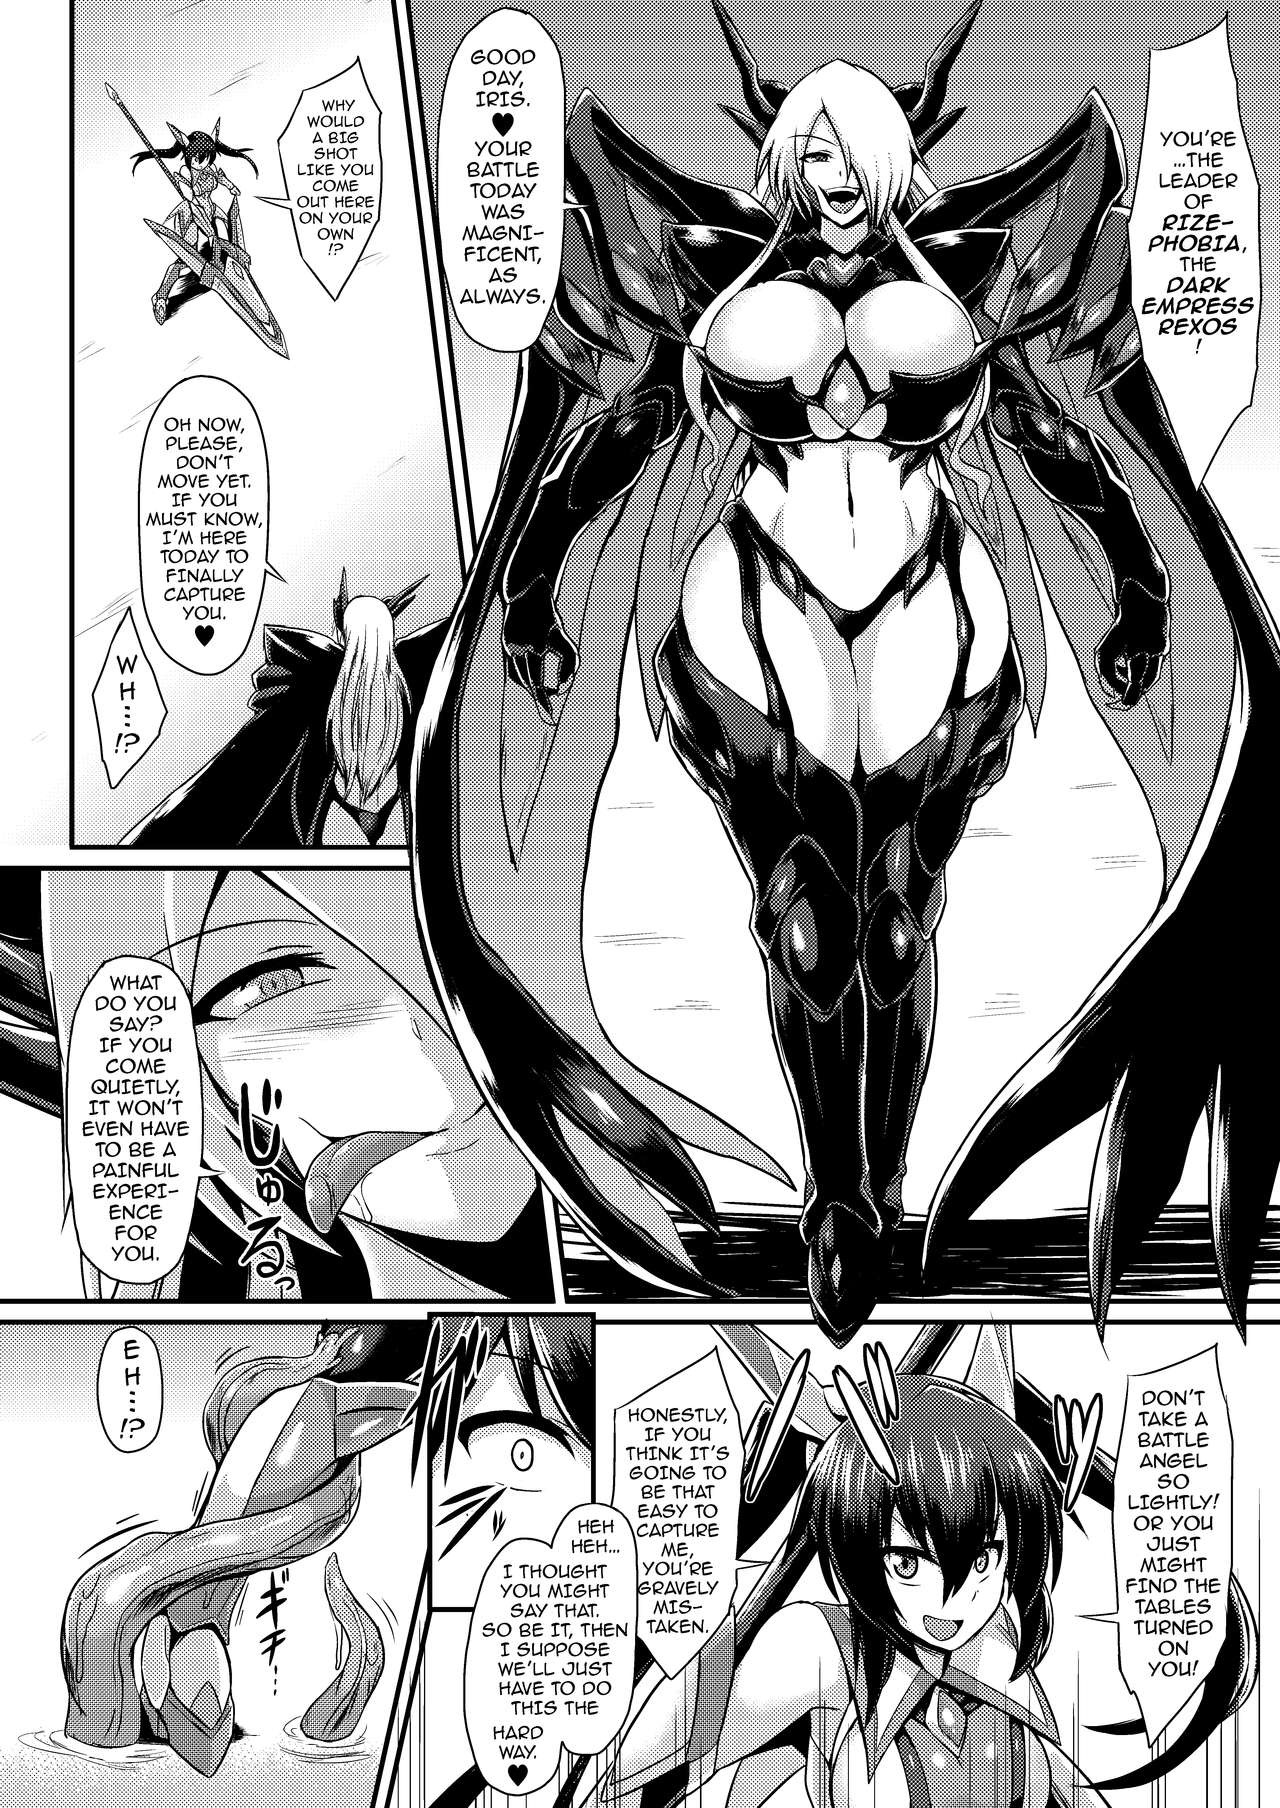 YOU'RE
...THE
LEADER
OF
RIZE-
PHOBIA,
THE
DARK
EMPRESS
REXOS
!
GOOD
DAY,
IRIS.
♥
YOUR
BATTLE
TODAY
WAS
MAGNI-
FICENT,
AS
ALWAYS.
WHY
WOULD
A BIG
SHOT
LIKE YOU
COME
OUT HERE
ON YOUR
OWN
!?
OH NOW,
PLEASE,
DON'T
MOVE YET.
IF YOU
MUST KNOW,
I'M HERE
TODAY TO
FINALLY
CAPTURE
YOU.
♥
WH...
...!?
WHAT
DO YOU
SAY?
IF YOU
COME
QUIETLY,
IT WON'T
EVEN HAVE
TO BE A
PAINFUL
EXPERI-
ENCE
FOR
YOU.
じゅるっ
DON'T
TAKE A
BATTLE
ANGEL
SO
LIGHTLY!
OR YOU
JUST
MIGHT
FIND THE
TABLES
TURNED
ON
YOU!
HONESTLY,
IF YOU
THINK IT'S
GOING TO
BE THAT
EASY TO
CAPTURE
ME,
YOU'RE
GRAVELY
MIS-
TAKEN.
HEH
HEH...
I THOUGHT
YOU MIGHT
SAY THAT.
SO BE IT, THEN
I SUPPOSE
WE'LL JUST
HAVE TO DO
THIS THE
HARD
WAY.
♥
EH...
...!?
ギギ...